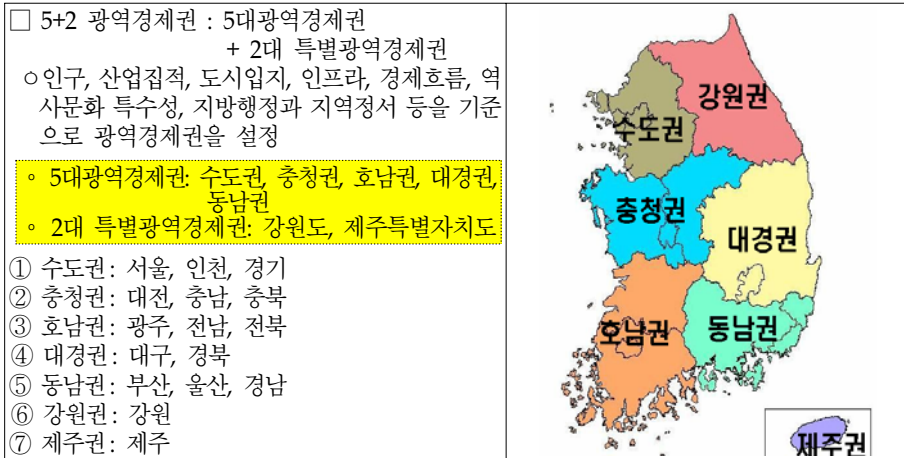 □ 5+2 광역경제권 : 5대광역경제권
+ 2대 특별광역경제권
ㅇ인구, 산업집적, 도시입지, 인프라, 경제흐름, 역
사문화 특수성, 지방행정과 지역정서 등을 기준
으로 광역경제권을 설정
◦ 5대광역경제권: 수도권, 충청권, 호남권, 대경권,
동남권
◦ 2대 특별광역경제권: 강원도, 제주특별자치도
① 수도권: 서울, 인천, 경기
② 충청권: 대전, 충남, 충북
③ 호남권: 광주, 전남, 전북
④ 대경권: 대구, 경북
⑤ 동남권: 부산, 울산, 경남
⑥ 강원권: 강원
⑦ 제주권: 제주
강원권
수도권
충청권
대경권
호남권
동남권
제주권